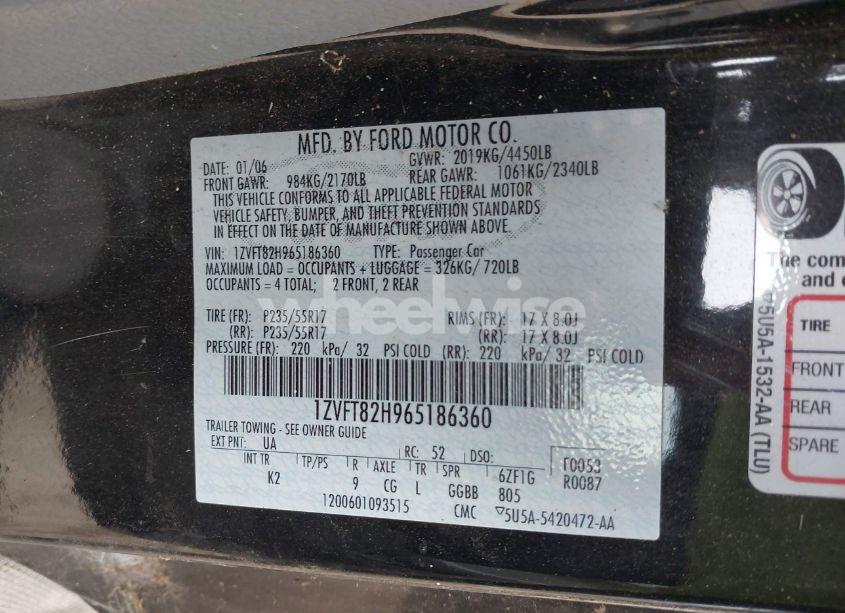 MFD. BY FORD MOTOR CO.
DATE: 01/06 GVWR: 2019KG/4450LB
FRONT GAWR: 984KG/2170LB REAR GAWR: 1061KG/2340LB
THIS VEHICLE CONFORMS TO ALL APPLICABLE FEDERAL MOTOR
VEHICLE SAFETY, BUMPER, AND THEFT PREVENTION STANDARDS
IN EFFECT ON THE DATE OF MANUFACTURE SHOWN ABOVE.
VIN: 1ZVFT82H965186360 TYPE: Passenger Car
MAXIMUM LOAD = OCCUPANTS + LUGGAGE = 326KG/ 720LB
OCCUPANTS = 4 TOTAL; 2 FRONT, 2 REAR
wheelwise
TIRE (FR): P235/55R17 RIMS (FR): 17 X 8.0J
(RR): P235/55R17 (RR): 17 X 8.0J
PRESSURE (FR): 220 kPa/ 32 PSI COLD (RR): 220 kPa/ 32 PSI COLD
1ZVFT82H965186360
TRAILER TOWING - SEE OWNER GUIDE
EXT PNT: UA RC: 52 DSO:
INT TR TP/PS R AXLE TR SPR 6ZF1G F0053
K2 9 CG L GGBB 805 R0087
1200601093515 CMC 5U5A-5420472-AA
The com
and c
TIRE
FRONT
REAR
SPARE
5U5A-1532-AA (TLU)